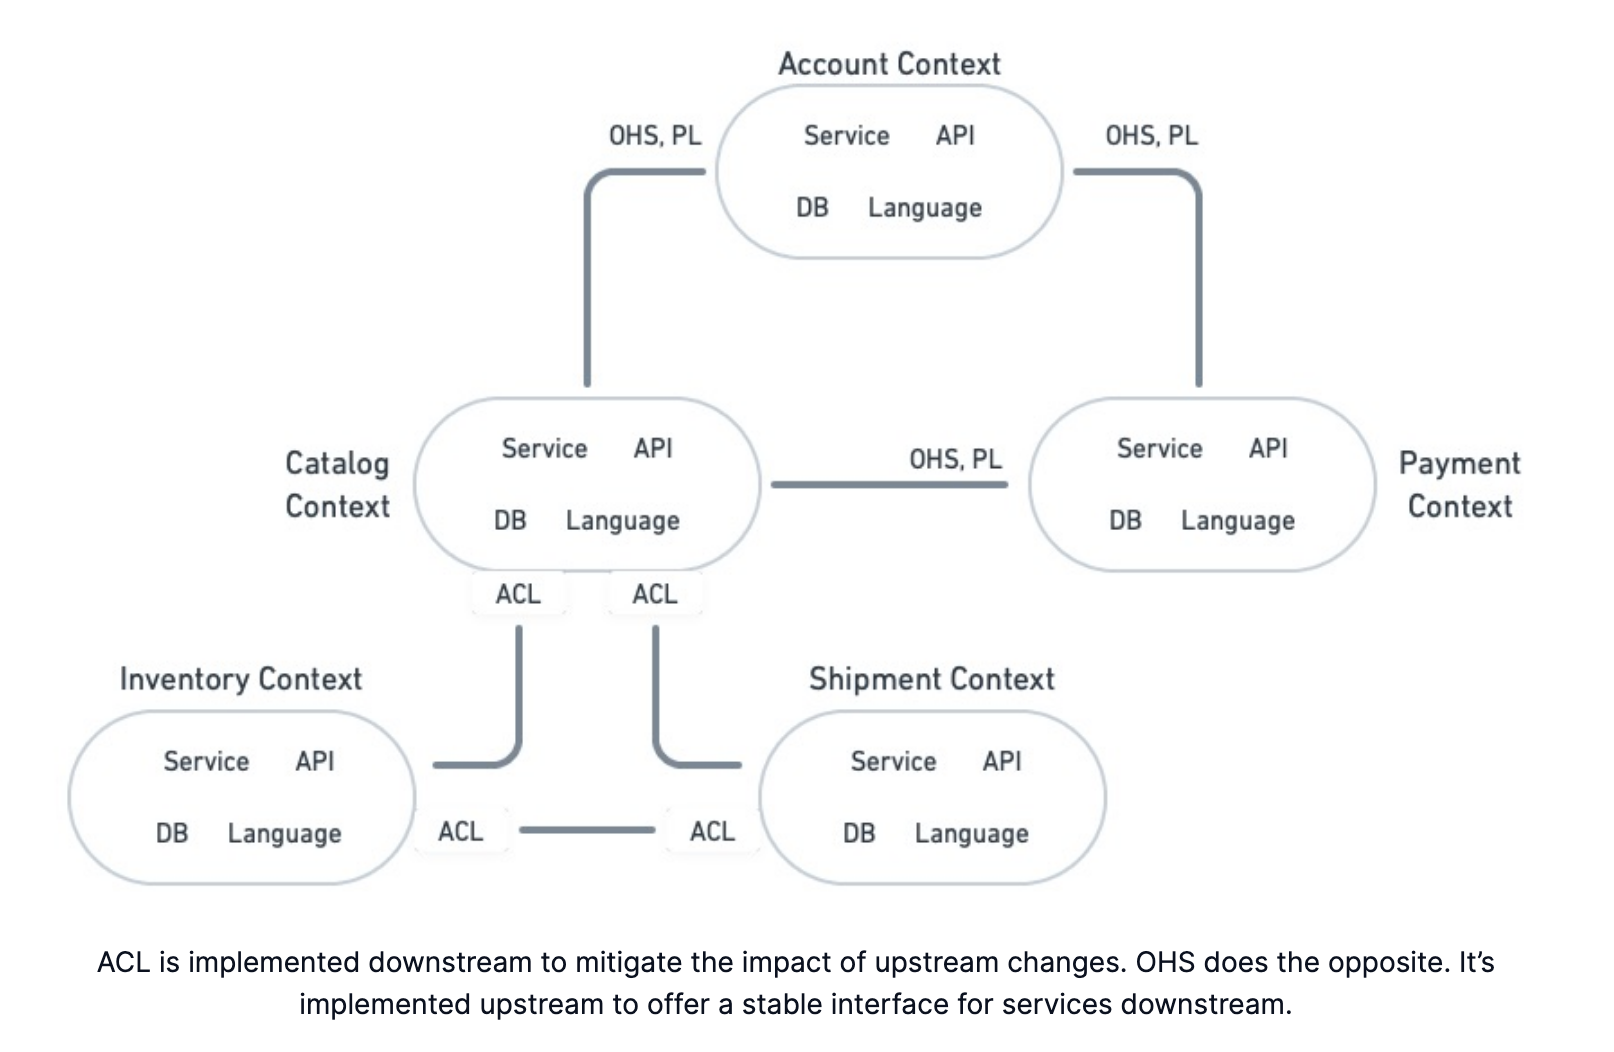 Account Context
OHS, PL
Service API
OHS, PL
DB Language
Catalog
Context
Service API
DB Language
OHS, PL
Service API
DB Language
Payment
Context
ACL
ACL
Inventory Context
Service API
DB Language
Shipment Context
Service API
DB Language
ACL
ACL
ACL is implemented downstream to mitigate the impact of upstream changes. OHS does the opposite. It’s
implemented upstream to offer a stable interface for services downstream.